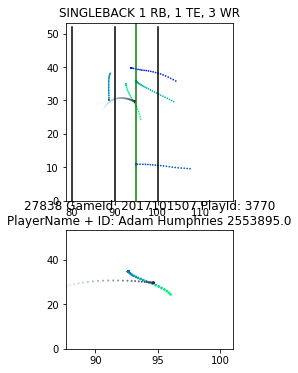 SINGLEBACK 1 RB, 1 TE, 3 WR
50
40
30
20
10
0
80 90 100 110
27838 GameId: 2017101507 PlayId: 3770
PlayerName + ID: Adam Humphries 2553895.0
40
20
0
90 95 100